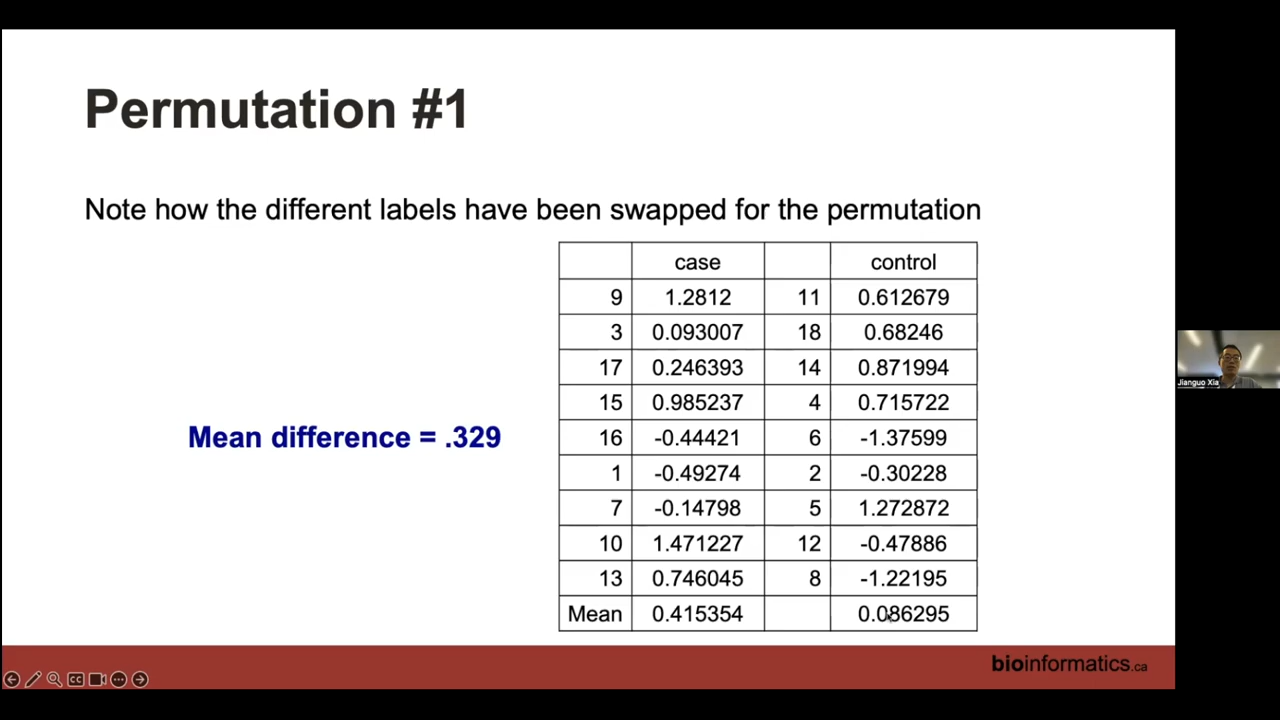 Permutation #1
Note how the different labels have been swapped for the permutation
case control
9 1.2812 11 0.612679
3 0.093007 18 0.68246
17 0.246393 14 0.871994
15 0.985237 4 0.715722
Mean difference = .329
16 -0.44421 6 -1.37599
1 -0.49274 2 -0.30228
7 -0.14798 5 1.272872
10 1.471227 12 -0.47886
13 0.746045 8 -1.22195
Mean 0.415354 0.086295
Jianguo Xia
bioinformatics.ca
CC